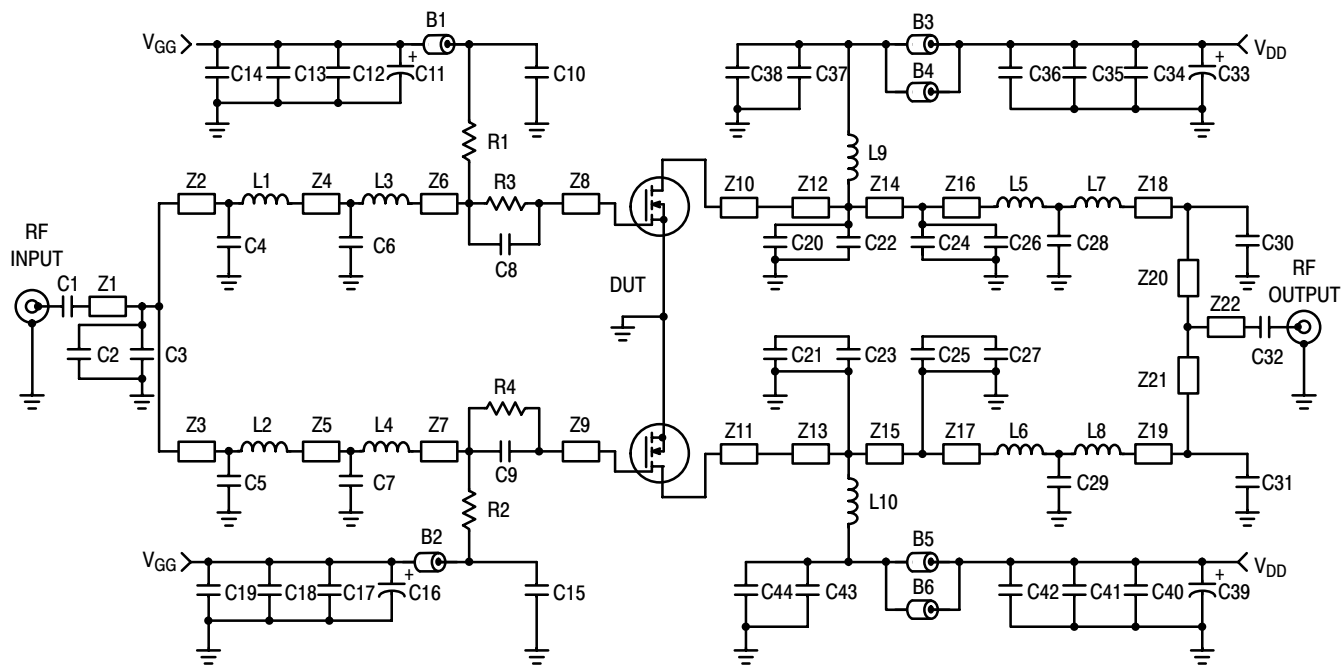 B1
B3
V_GG
V_DD
C14 C13 C12 + C11 C10
C38 C37 B4 C36 C35 C34 + C33
R1
L9
Z2 L1 Z4 L3 Z6 R3 Z8
Z10 Z12 Z14 Z16 L5 L7 Z18
RF
INPUT
C4 C6 C8
C20 C22 C24 C26 C28 C30
C1 Z1
DUT
Z20
RF
OUTPUT
Z22
C32
C2 C3
C21 C23 C25 C27
Z21
R4
Z3 L2 Z5 L4 Z7 C9 Z9
Z11 Z13 Z15 Z17 L6 L8 Z19
C5 C7
C29 C31
R2
L10
V_GG
B2
B5
V_DD
C19 C18 C17 + C16 C15
C44 C43 B6 C42 C41 C40 + C39